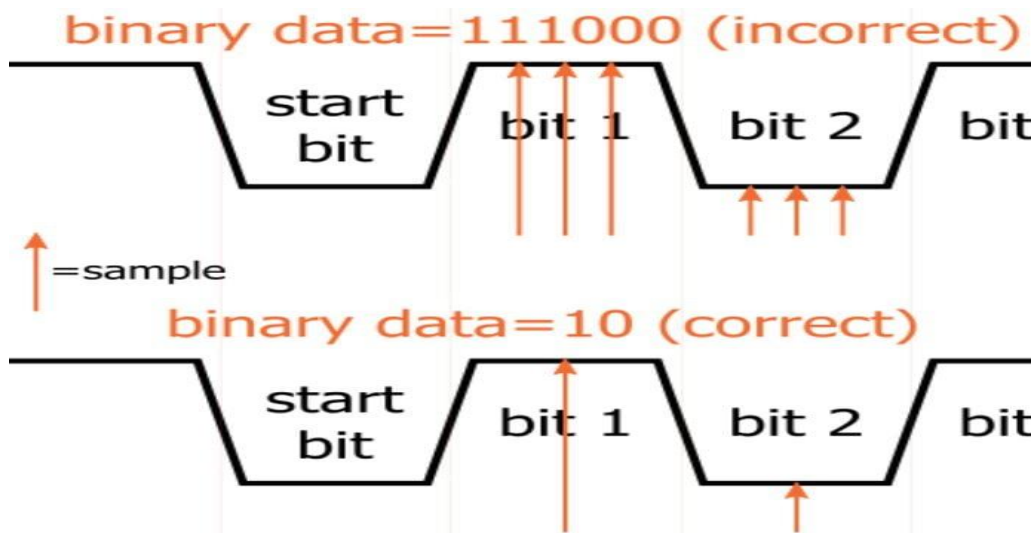 binary data=111000 (incorrect)
start
bit
bit 1
bit 2
bit
=sample
binary data=10 (correct)
start
bit
bit 1
bit 2
bit